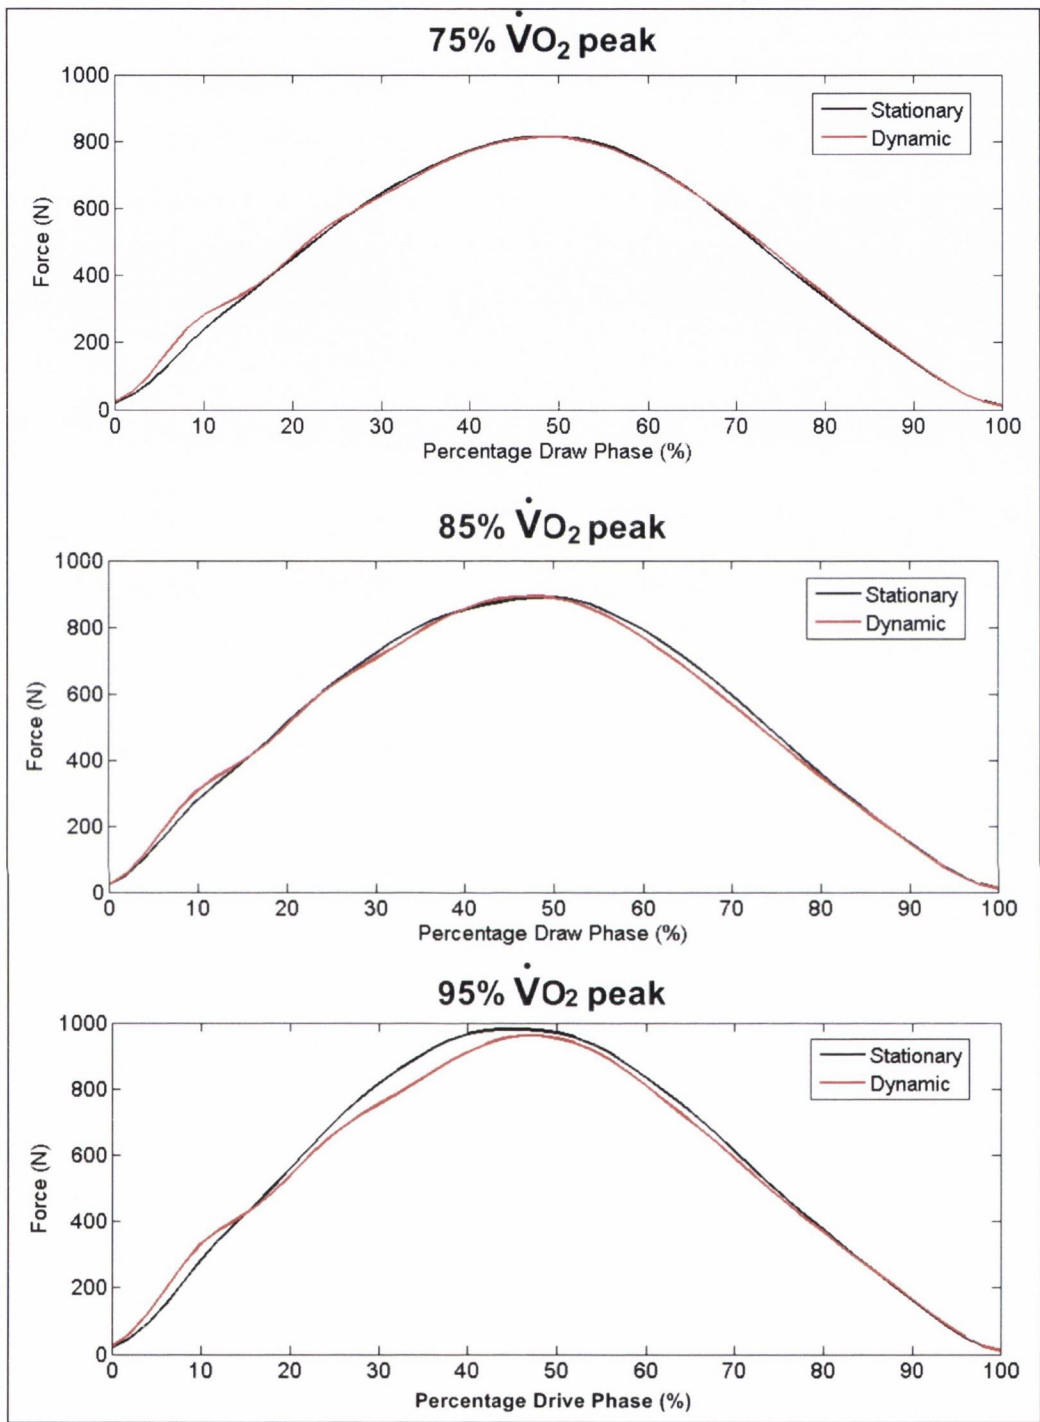 75% V̇O₂ peak
1000
800
600
400
200
0
Force (N)
Stationary
Dynamic
0 10 20 30 40 50 60 70 80 90 100
Percentage Draw Phase (%)
85% V̇O₂ peak
1000
800
600
400
200
0
Force (N)
Stationary
Dynamic
0 10 20 30 40 50 60 70 80 90 100
Percentage Draw Phase (%)
95% V̇O₂ peak
1000
800
600
400
200
0
Force (N)
Stationary
Dynamic
0 10 20 30 40 50 60 70 80 90 100
Percentage Drive Phase (%)